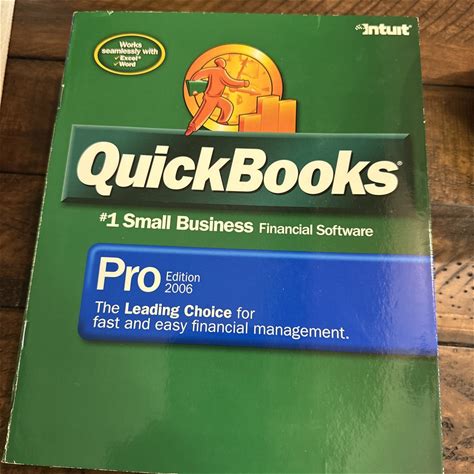 Works
seamlessly with
✓ Excel®
✓ Word
Intuit
QuickBooks®
#1 Small Business Financial Software
Pro Edition
2006
The Leading Choice for
fast and easy financial management.